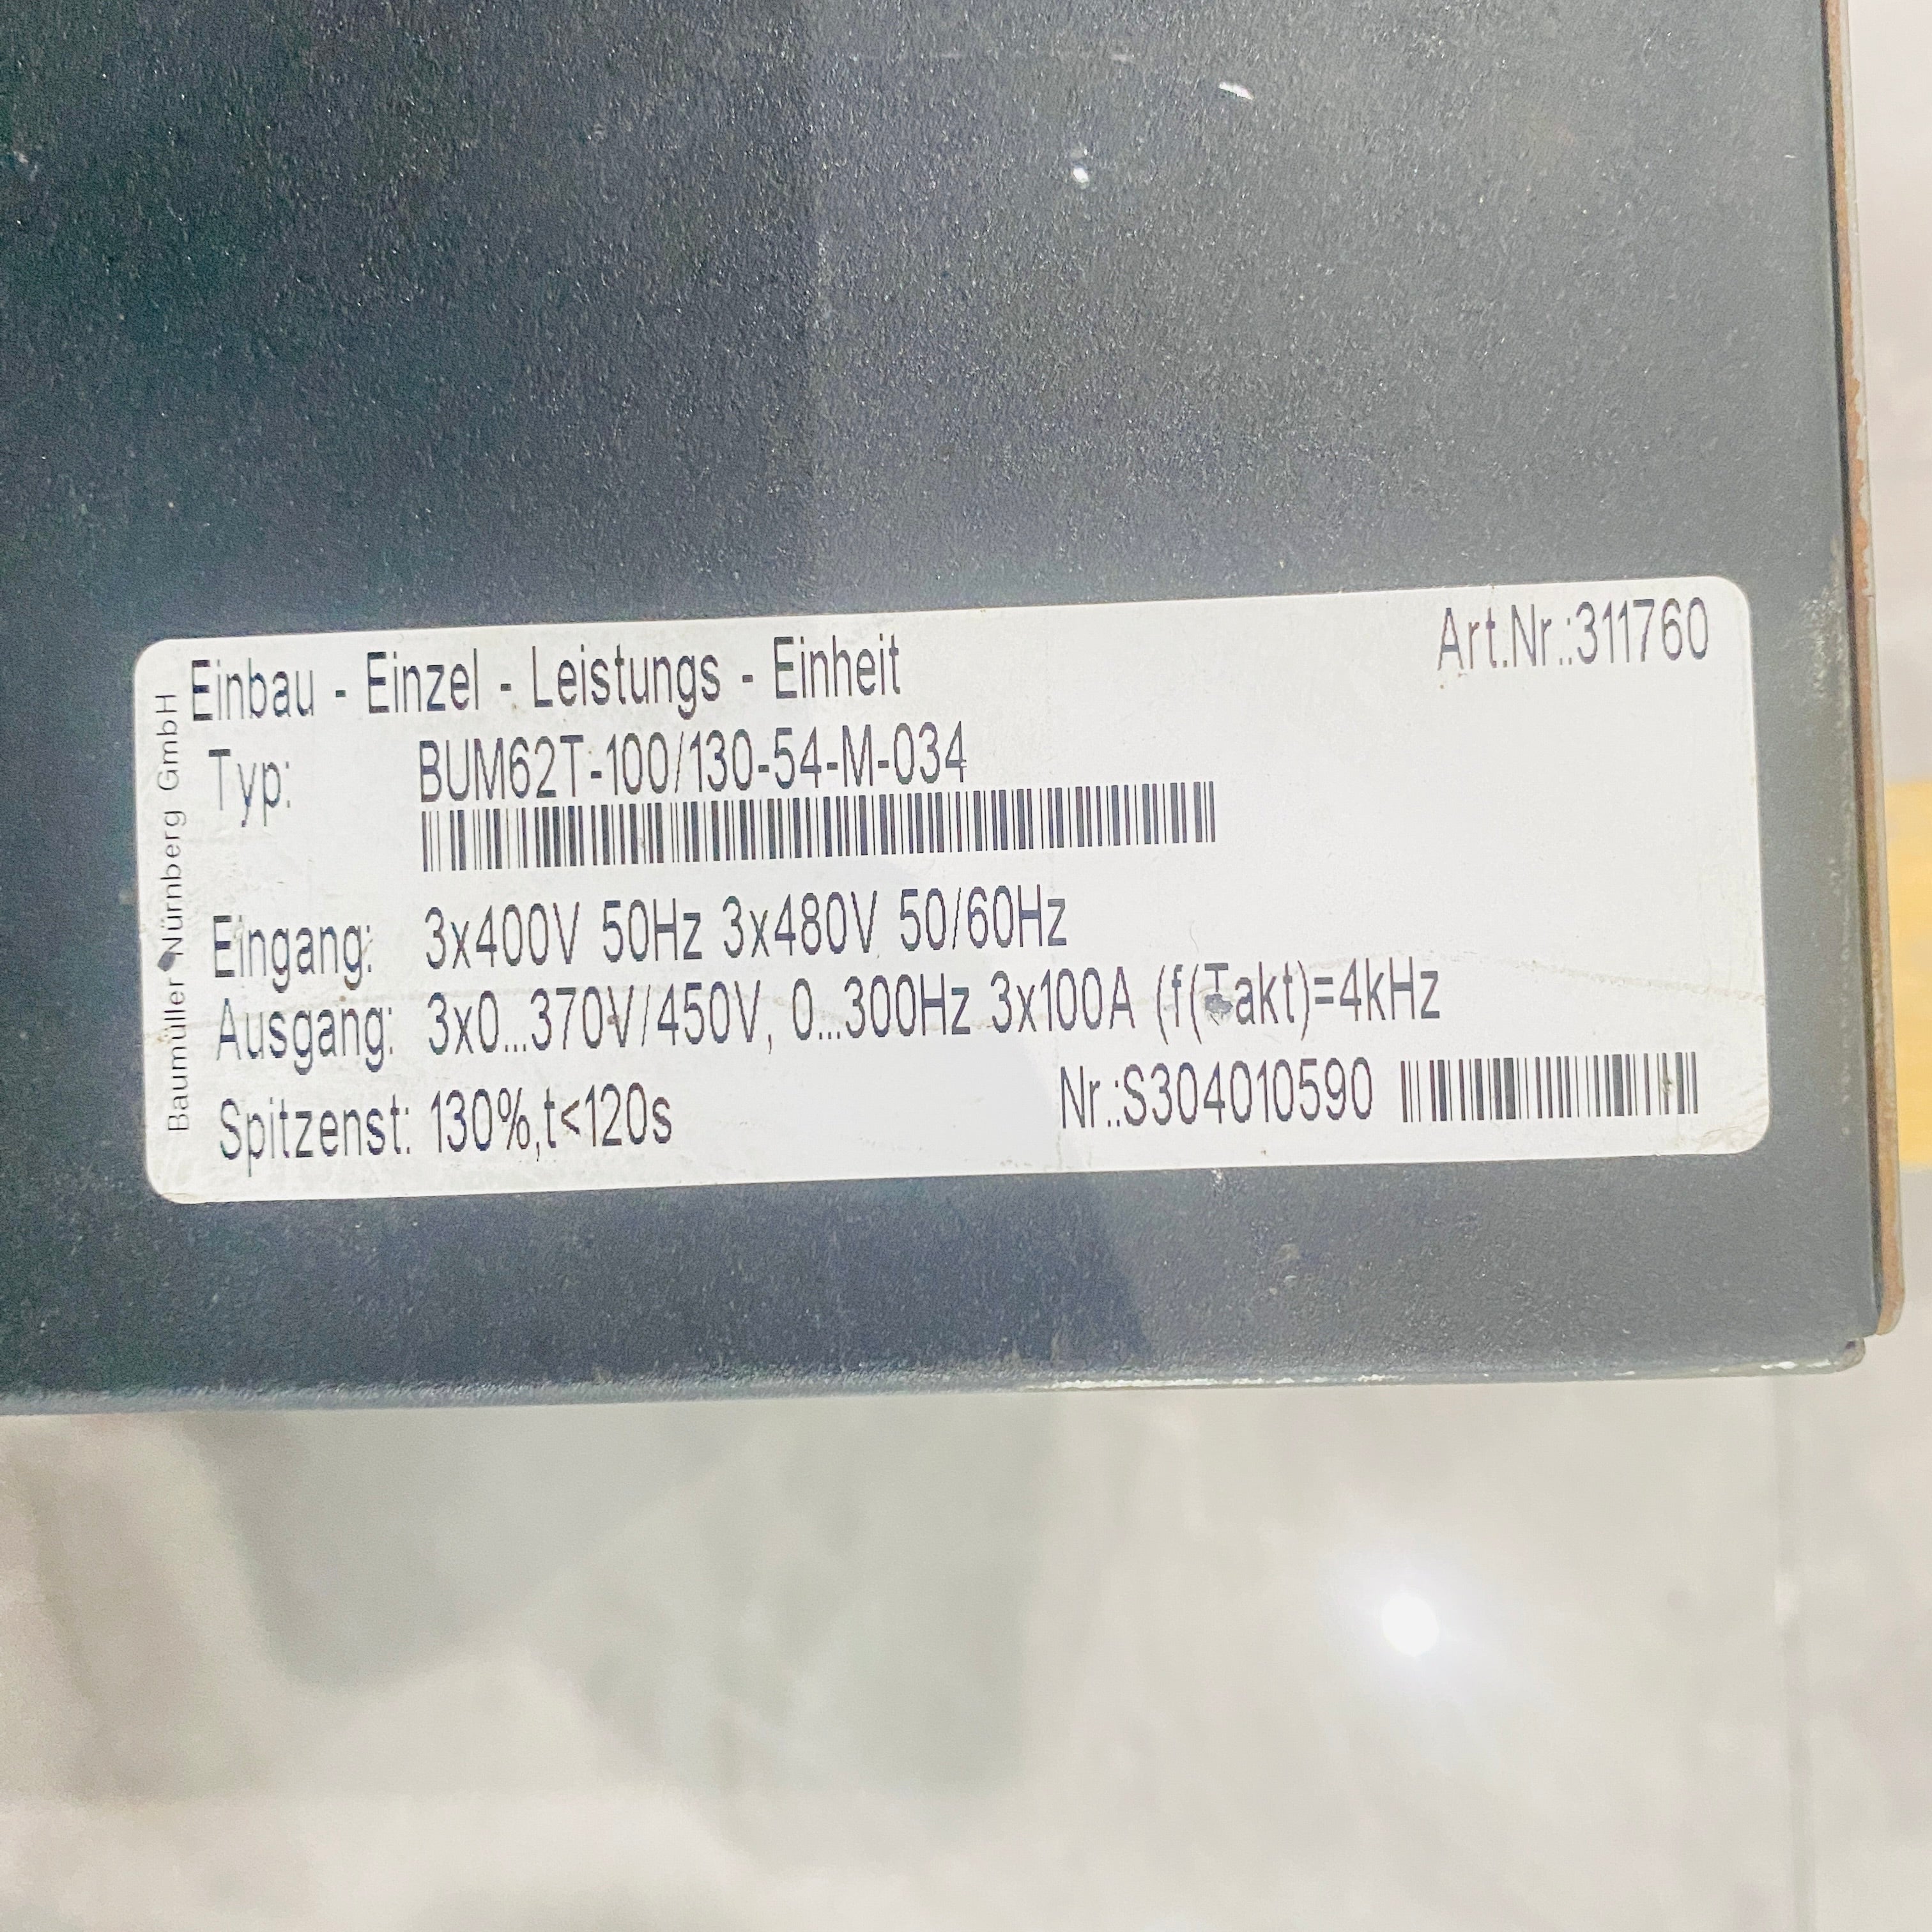 Einbau - Einzel - Leistungs - Einheit
Art.Nr.:311760
Typ: BUM62T-100/130-54-M-034
Eingang: 3x400V 50Hz 3x480V 50/60Hz
Ausgang: 3x0...370V/450V, 0...300Hz 3x100A (f(Takt)=4kHz
Spitzenst: 130%,t<120s
Nr.:S304010590
Baumüller Nürnberg GmbH